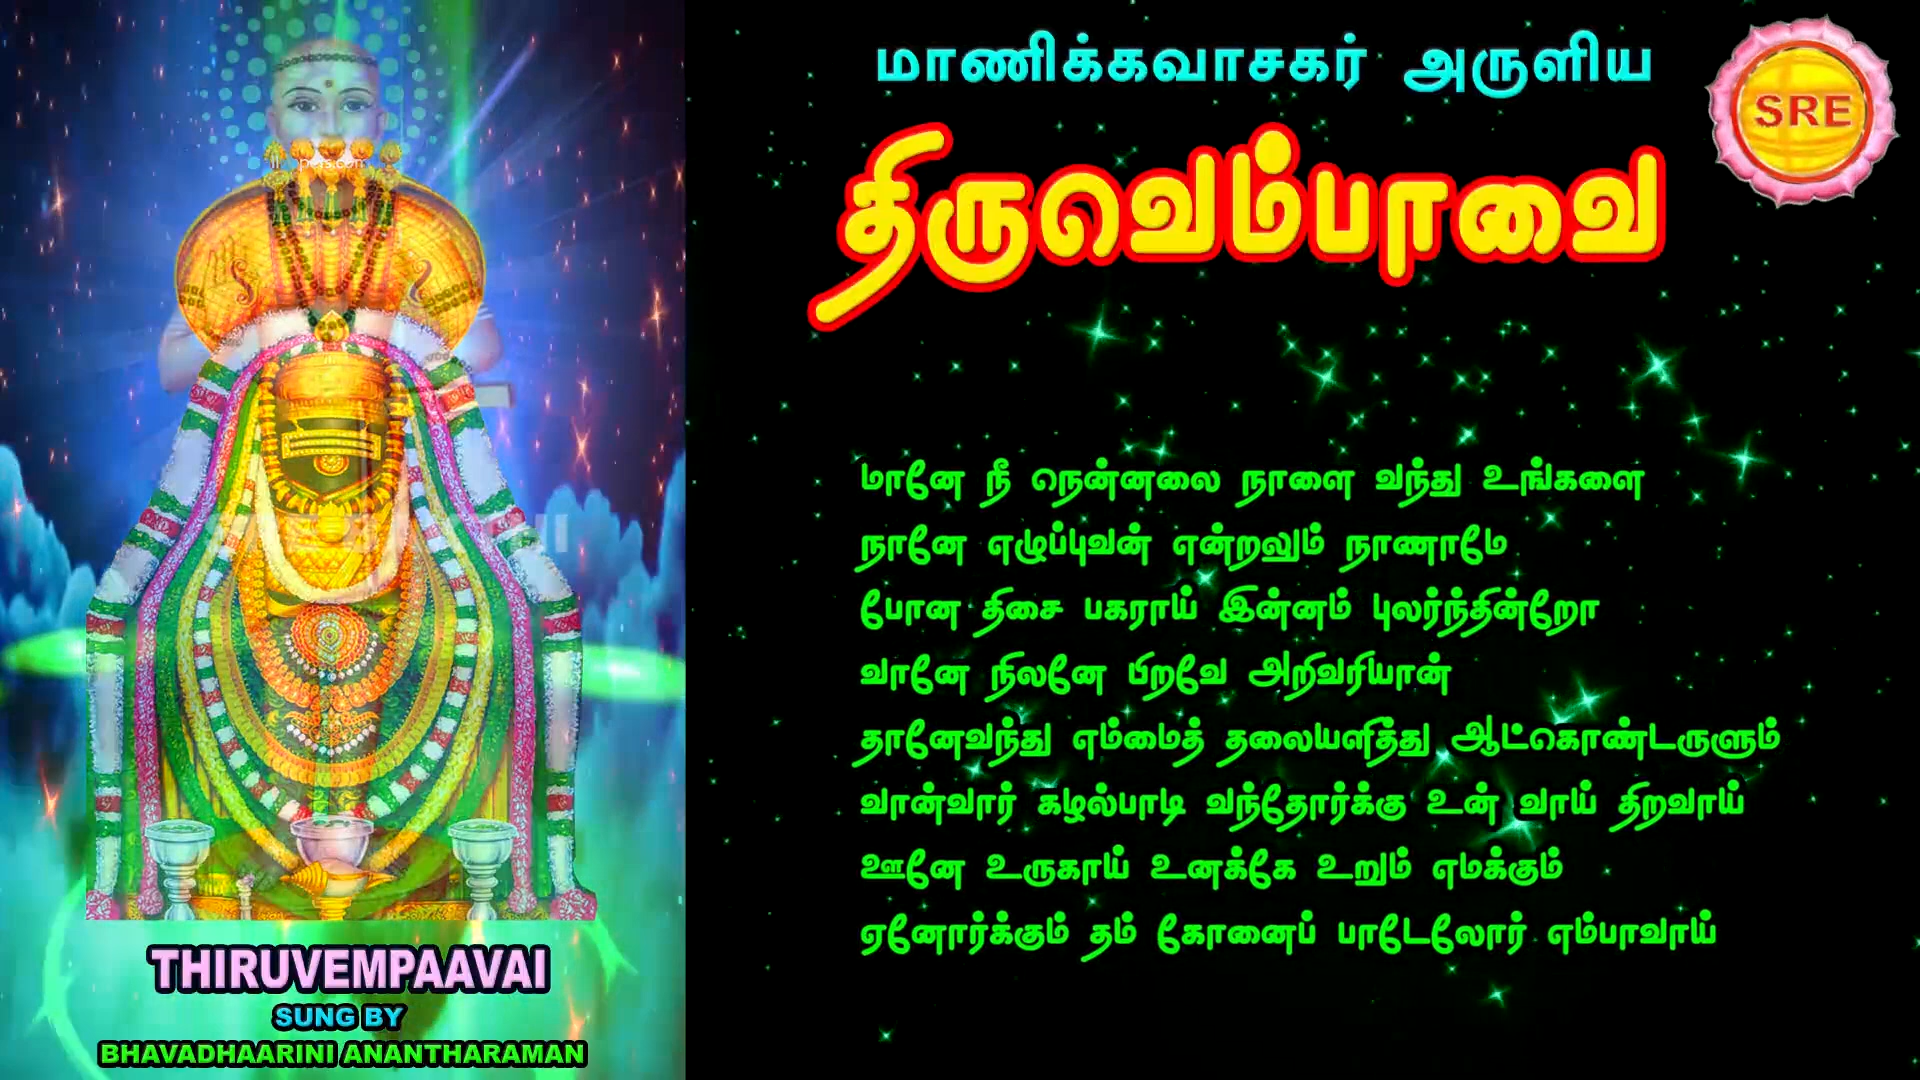 மாணிக்கவாசகர் அருளிய
SRE
திருவெம்பாவை
மானே நீ நென்னலை நாளை வந்து உங்களை
நானே எழுப்புவன் என்றலும் நாணாமே
போன திசை பகராய் இன்னம் புலர்ந்தின்றோ
வானே நிலனே பிறவே அறிவரியான்
தானேவந்து எம்மைத் தலையளித்து ஆட்கொண்டருளும்
வான்வார் கழல்பாடி வந்தோர்க்கு உன் வாய் திறவாய்
ஊனே உருகாய் உனக்கே உறும் எமக்கும்
ஏனோர்க்கும் தம் கோனைப் பாடேலோர் எம்பாவாய்
THIRUVEMPAAVAI
SUNG BY
BHAVADHAARINI ANANTHARAMAN